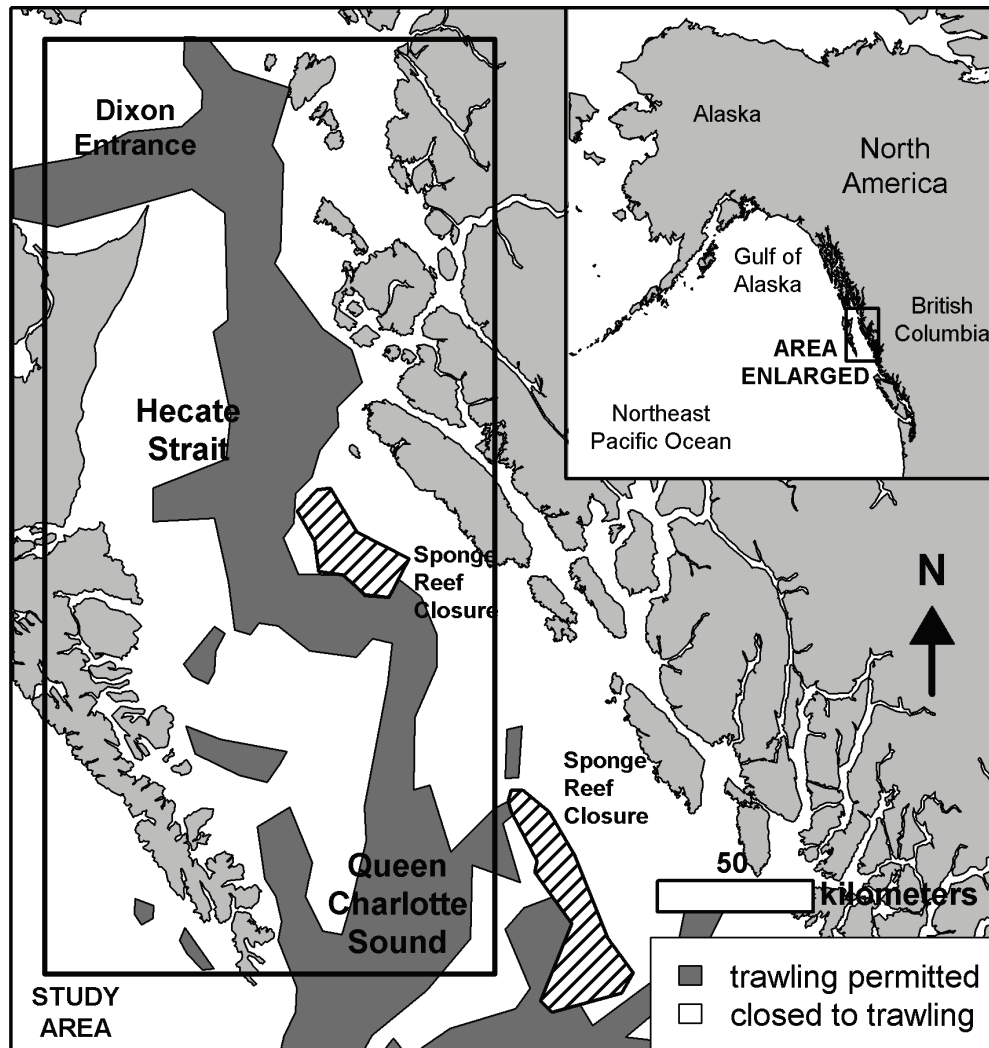 Dixon
Entrance
Hecate
Strait
Sponge
Reef
Closure
Sponge
Reef
Closure
Queen
Charlotte
Sound
STUDY
AREA
Alaska
North
America
Gulf of
Alaska
British
Columbia
AREA
ENLARGED
Northeast
Pacific Ocean
N
50
kilometers
trawling permitted
closed to trawling